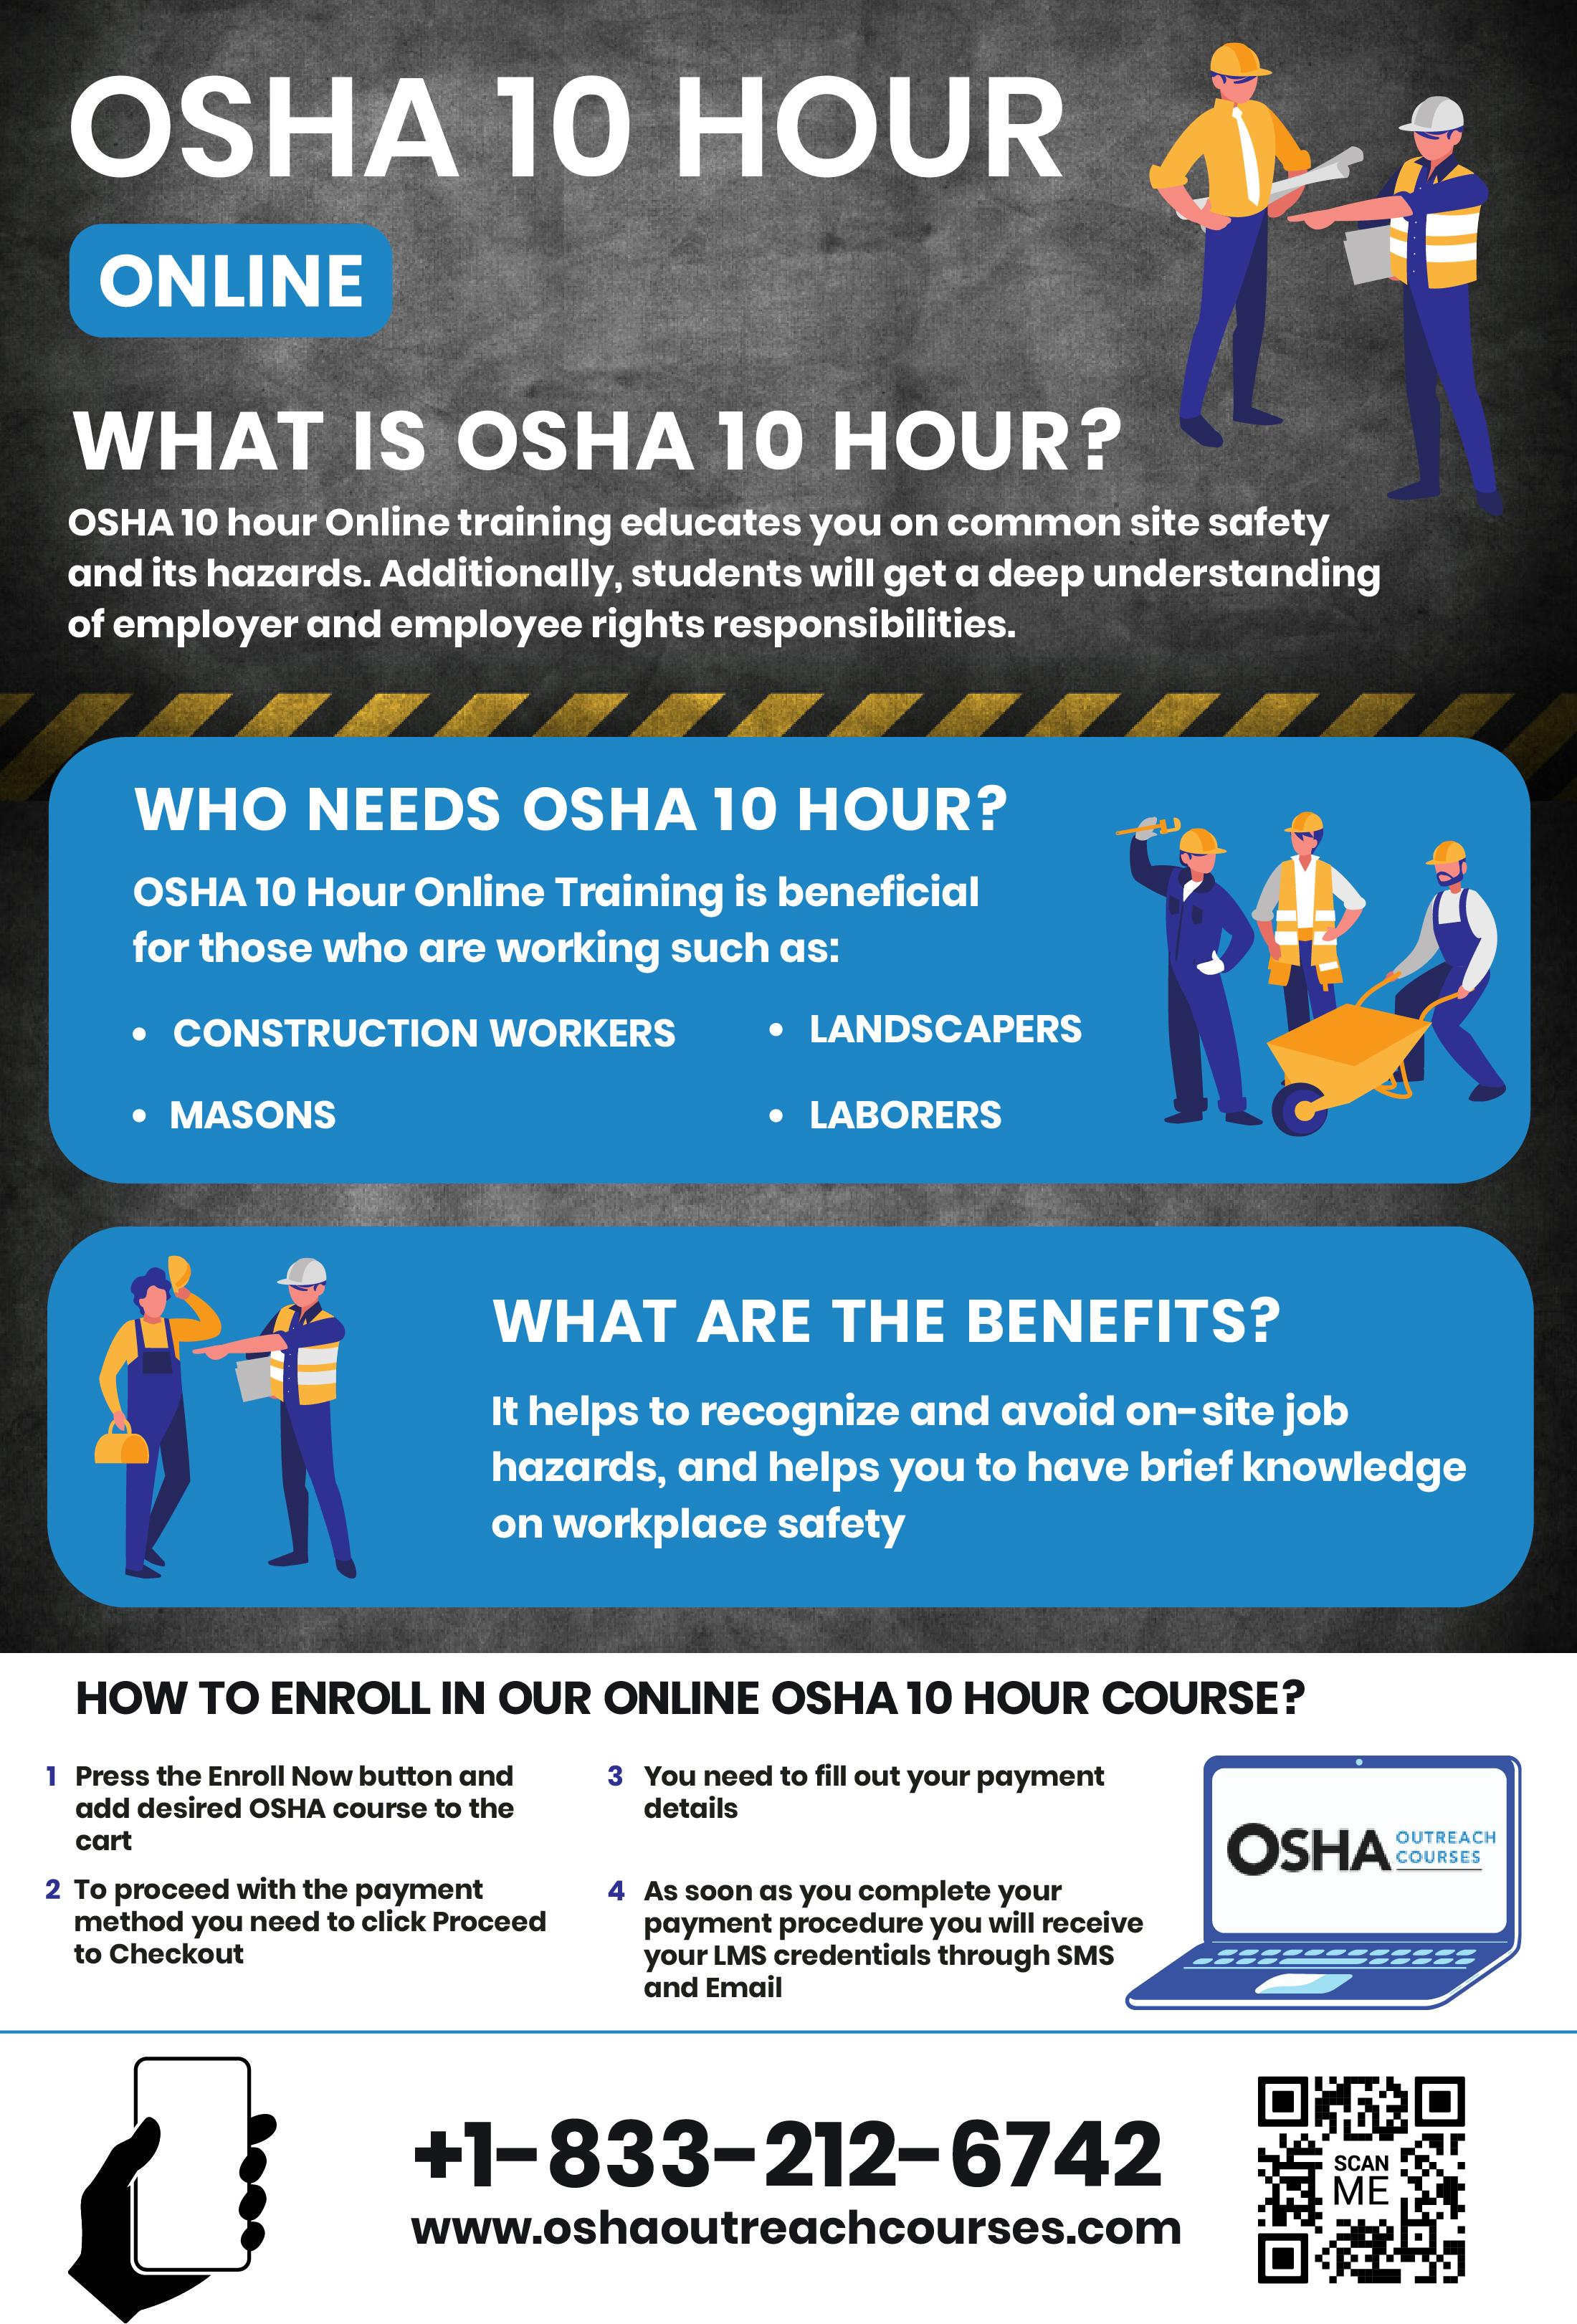 OSHA 10 HOUR
ONLINE
WHAT IS OSHA 10 HOUR?
OSHA 10 hour Online training educates you on common site safety
and its hazards. Additionally, students will get a deep understanding
of employer and employee rights responsibilities.
WHO NEEDS OSHA 10 HOUR?
OSHA 10 Hour Online Training is beneficial
for those who are working such as:
• CONSTRUCTION WORKERS
• MASONS
• LANDSCAPERS
• LABORERS
WHAT ARE THE BENEFITS?
It helps to recognize and avoid on-site job
hazards, and helps you to have brief knowledge
on workplace safety
HOW TO ENROLL IN OUR ONLINE OSHA 10 HOUR COURSE?
1 Press the Enroll Now button and
add desired OSHA course to the
cart
2 To proceed with the payment
method you need to click Proceed
to Checkout
3 You need to fill out your payment
details
4 As soon as you complete your
payment procedure you will receive
your LMS credentials through SMS
and Email
OSHA OUTREACH
COURSES
+1-833-212-6742
www.oshaoutreachcourses.com
SCAN
ME